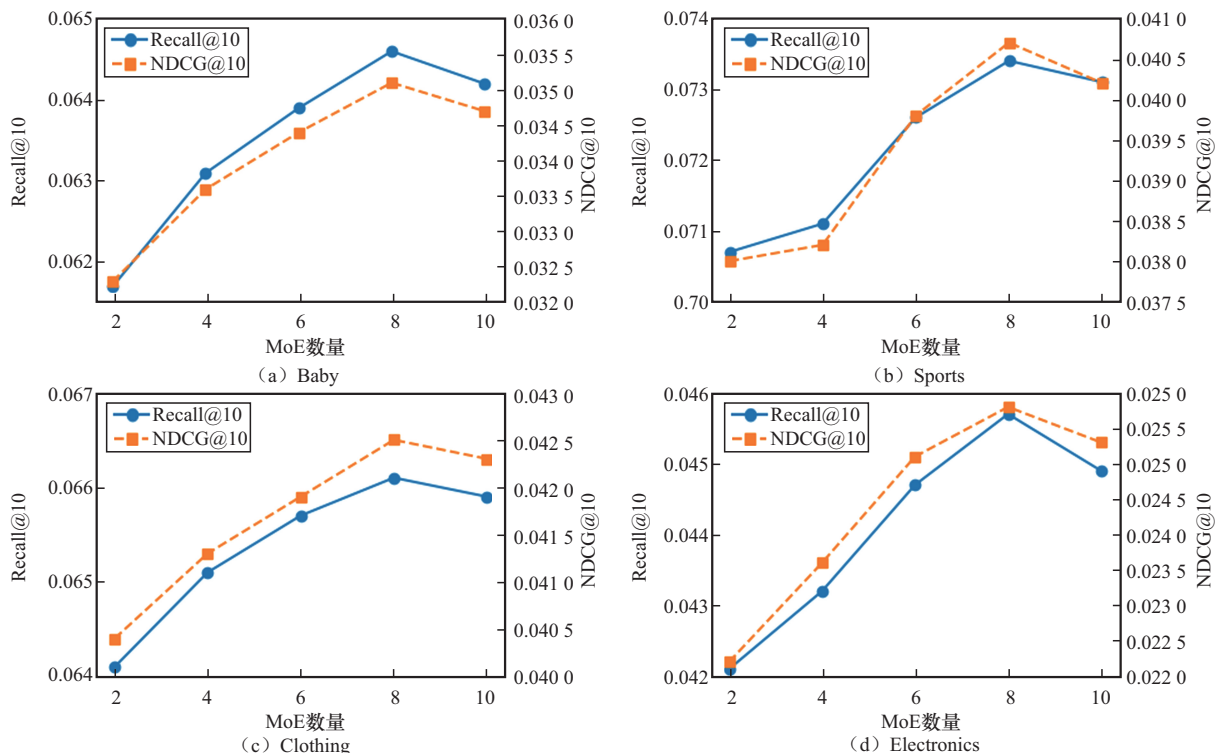 0.065
0.064
0.063
0.062
Recall@10
Recall@10
NDCG@10
0.036 0
0.035 5
0.035 0
0.034 5
0.034 0
0.033 5
0.033 0
0.032 5
0.032 0
NDCG@10
2 4 6 8 10
MoE数量
（a）Baby
0.074
0.073
0.072
0.071
0.70
Recall@10
Recall@10
NDCG@10
0.041 0
0.040 5
0.040 0
0.039 5
0.039 0
0.038 5
0.038 0
0.037 5
NDCG@10
2 4 6 8 10
MoE数量
（b）Sports
0.067
0.066
0.065
0.064
Recall@10
Recall@10
NDCG@10
0.043 0
0.042 5
0.042 0
0.041 5
0.041 0
0.040 5
0.040 0
NDCG@10
2 4 6 8 10
MoE数量
（c）Clothing
0.046
0.045
0.044
0.043
0.042
Recall@10
Recall@10
NDCG@10
0.025 0
0.025 5
0.025 0
0.024 5
0.024 0
0.023 5
0.023 0
0.022 5
0.022 0
NDCG@10
2 4 6 8 10
MoE数量
（d）Electronics